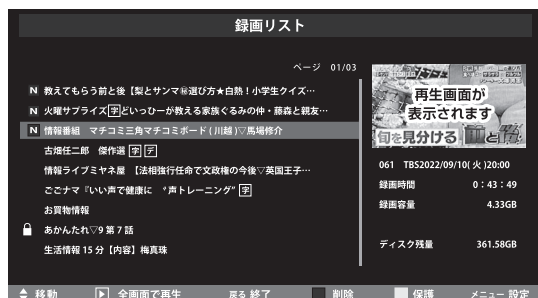 録画リスト
ページ 01/03
N 教えてもらう前と後【梨とサンマ㊙選び方★白熱！小学生クイズ…
N 火曜サプライズ字どいっひーが教える家族ぐるみの仲・藤森と親友…
N 情報番組 マチコミ三角マチコミボード(川越)▽馬場修介
古畑任二郎 傑作選 字デ
情報ライブミヤネ屋 【法相強行任命で文政権の今後▽英国王子…
ごごナマ『いい声で健康に “声トレーニング” 字
お買物情報
あかんたれ▽9 第7話
生活情報 15 分【内容】梅真珠
再生画面が
表示されます
旬を見分ける
と
061 TBS2022/09/10( 火 )20:00
録画時間 0：43：49
録画容量 4.33GB
ディスク残量 361.58GB
移動 全画面で再生 戻る 終了 削除 保護 メニュー 設定